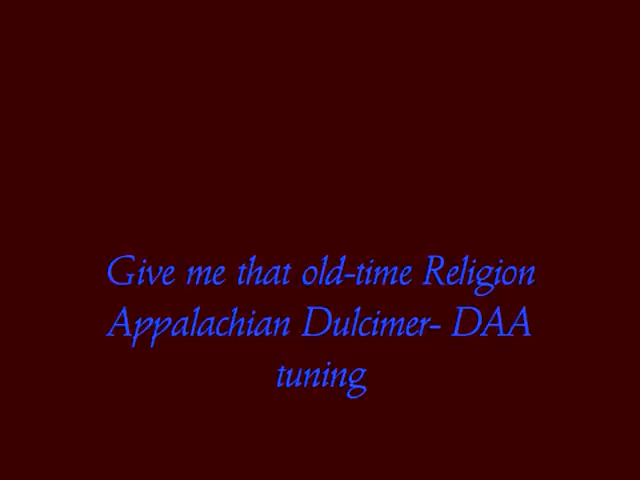 Give me that old-time Religion
Appalachian Dulcimer- DAA
tuning